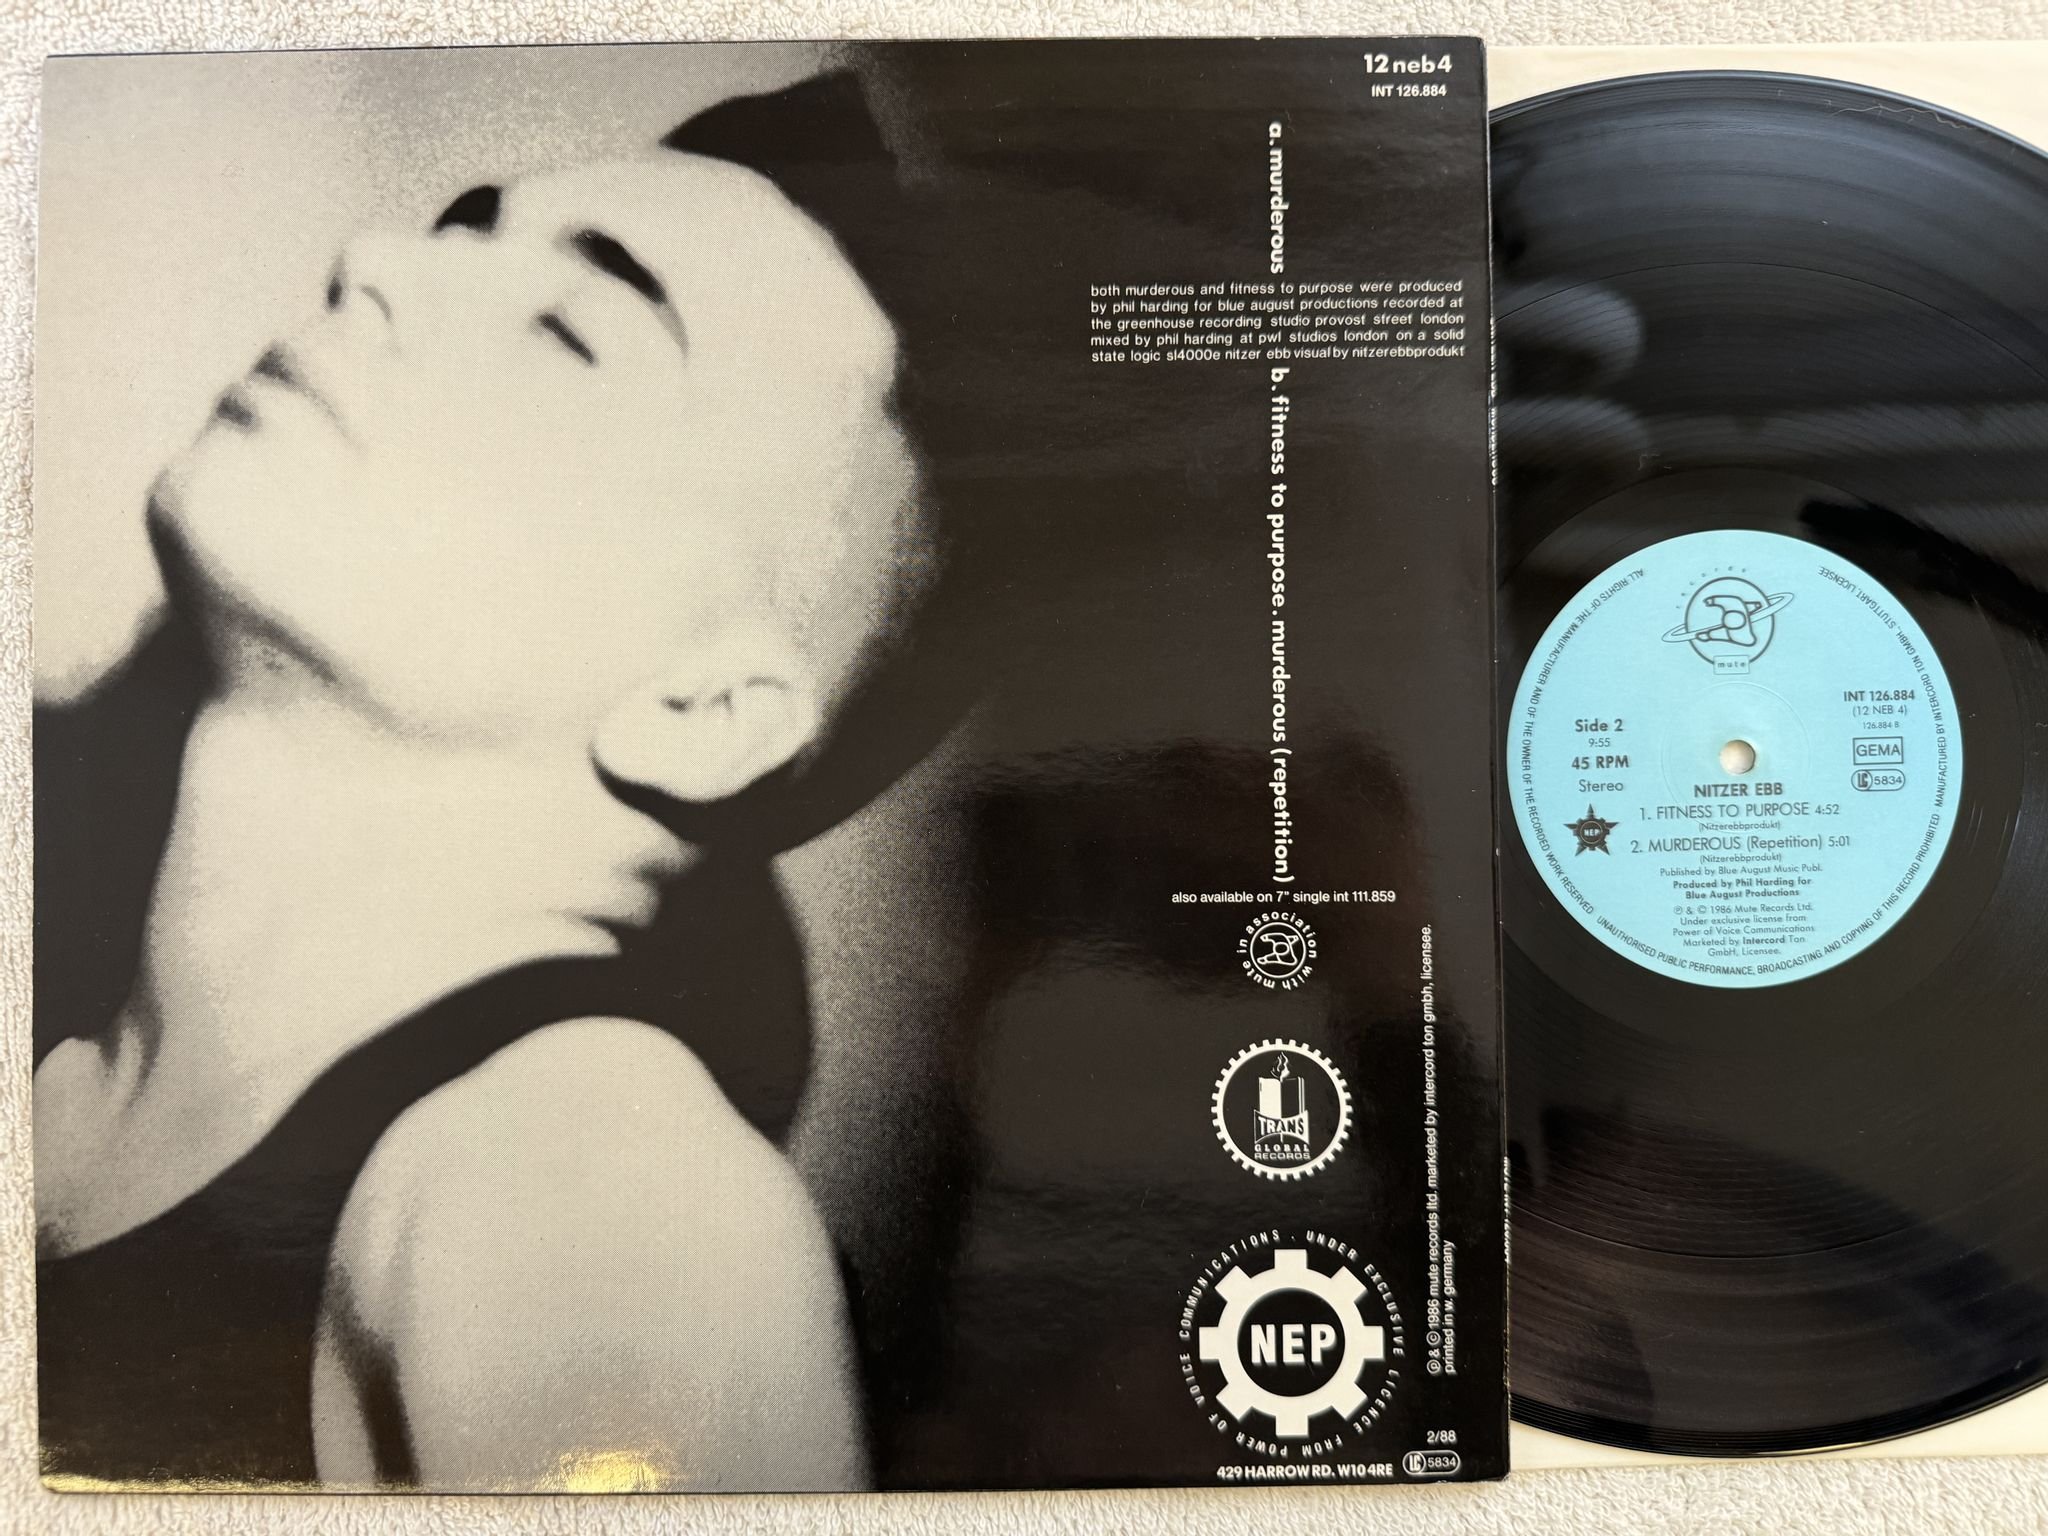 12 neb 4
INT 126.884
a. murderous
both murderous and fitness to purpose were produced
by phil harding for blue august productions recorded at
the greenhouse recording studio provost street london
mixed by phil harding at pwl studios london on a solid
state logic sl4000e nitzer ebb visual by nitzerebbprodukt
b. fitness to purpose. murderous (repetition)
also available on 7" single int 111.859
in association with mute
TRANS
GLOBAL
RECORDS
NEP
UNDER EXCLUSIVE LICENCE FROM POWER OF VOICE COMMUNICATIONS .
429 HARROW RD. W10 4RE
℗ & © 1986 mute records ltd. marketed by intercord ton gmbh, licensee.
printed in w. germany
2/88
LC 5834
records
mute
INT 126.884
(12 NEB 4)
126.884 B
GEMA
LC 5834
Side 2
9:55
45 RPM
Stereo
NEP
NITZER EBB
1. FITNESS TO PURPOSE 4:52
(Nitzerebbprodukt)
2. MURDEROUS (Repetition) 5:01
(Nitzerebbprodukt)
Published by Blue August Music Publ.
Produced by Phil Harding for
Blue August Productions
℗ & © 1986 Mute Records Ltd.
Under exclusive license from
Power of Voice Communications
Marketed by Intercord Ton
GmbH, Licensee.
ALL RIGHTS OF THE MANUFACTURER AND OF THE OWNER OF THE RECORDED WORK RESERVED · UNAUTHORISED PUBLIC PERFORMANCE, BROADCASTING AND COPYING OF THIS RECORD PROHIBITED · MANUFACTURED BY INTERCORD TON GMBH., STUTTGART, LICENSEE